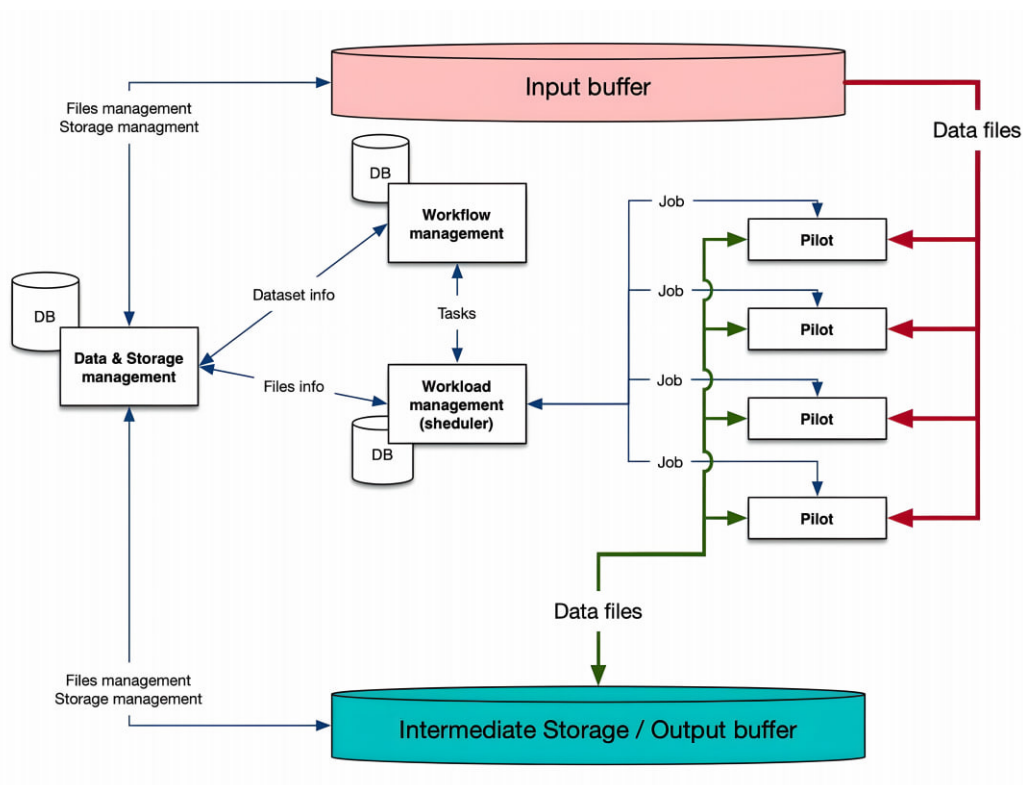 Input buffer
Files management
Storage managment
Data files
DB
Workflow
management
Job
Pilot
Job
Pilot
Dataset info
Tasks
DB
Data & Storage
management
Files info
Workload
management
(sheduler)
DB
Job
Pilot
Job
Pilot
Data files
Files management
Storage management
Intermediate Storage / Output buffer